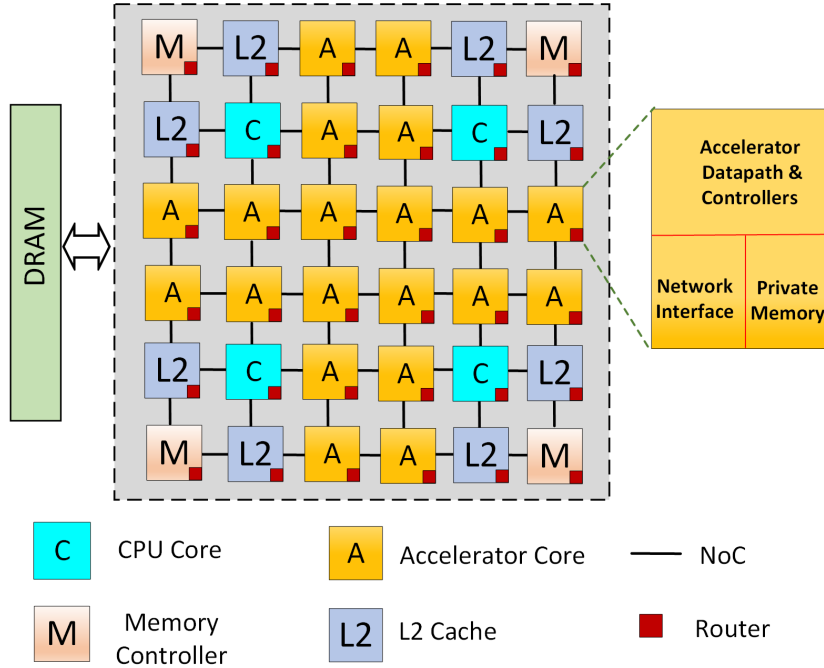 M L2 A A L2 M
L2 C A A C L2
A A A A A A
A A A A A A
L2 C A A C L2
M L2 A A L2 M
DRAM
Accelerator
Datapath &
Controllers
Network
Interface
Private
Memory
C CPU Core
A Accelerator Core
NoC
M Memory
Controller
L2 L2 Cache
Router